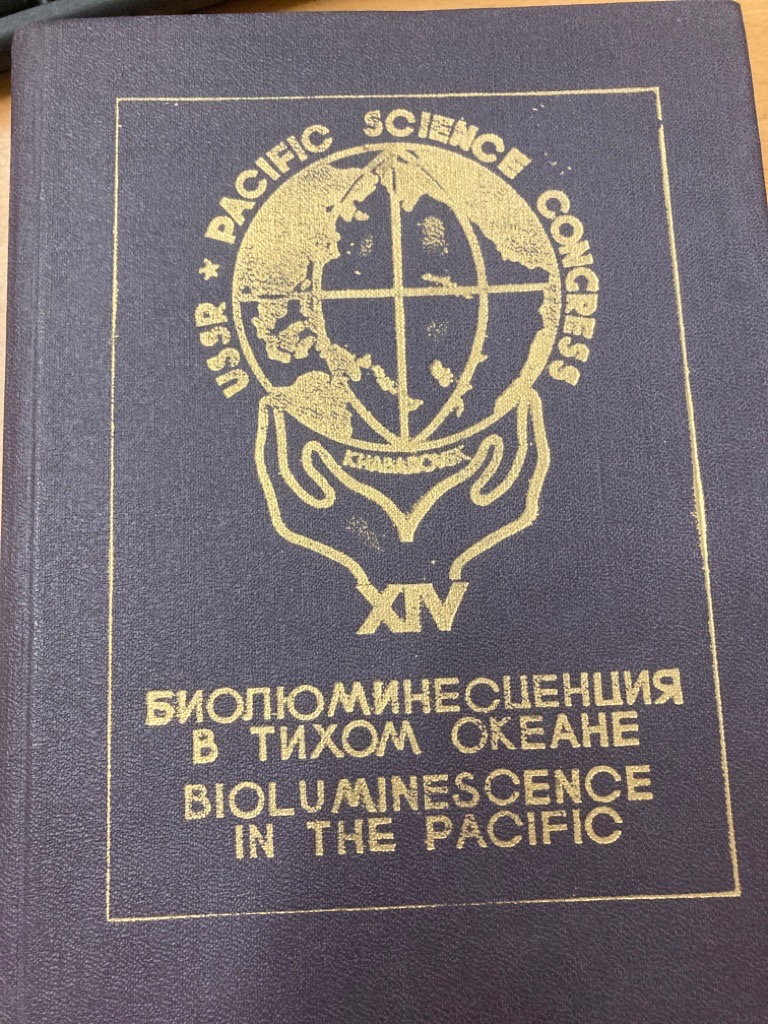 USSR * PACIFIC SCIENCE CONGRESS
KHABAROVSK
XIV
БИОЛЮМИНЕСЦЕНЦИЯ
В ТИХОМ ОКЕАНЕ
BIOLUMINESCENCE
IN THE PACIFIC